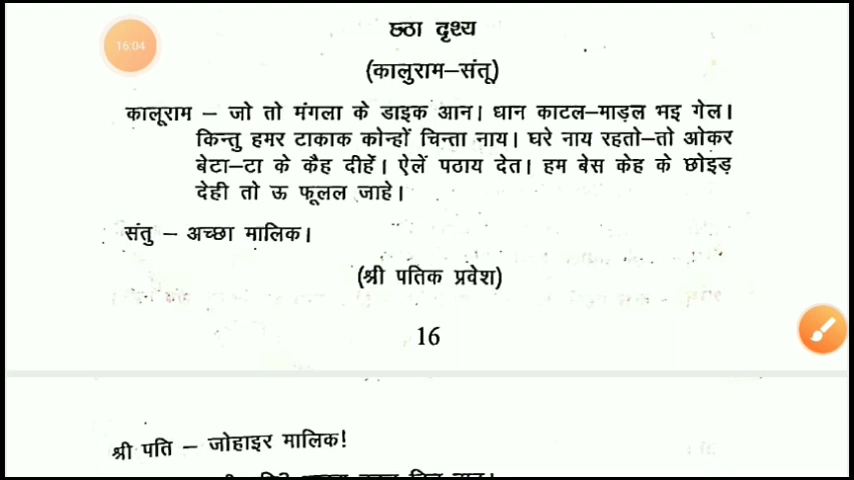 16:04
छठा दृश्य
(कालुराम–संतू)
कालूराम – जो तो मंगला के डाइक आन। धान काटल–माड़ल भइ गेल।
किन्तु हमर टाकाक कोन्हों चिन्ता नाय। घरे नाय रहतो–तो ओकर
बेटा–टा के कैह दीहें। ऐलें पठाय देत। हम बेस केह के छोइड़
देही तो ऊ फूलल जाहे।
संतु – अच्छा मालिक।
(श्री पतिक प्रवेश)
16
श्री पति – जोहाइर मालिक!